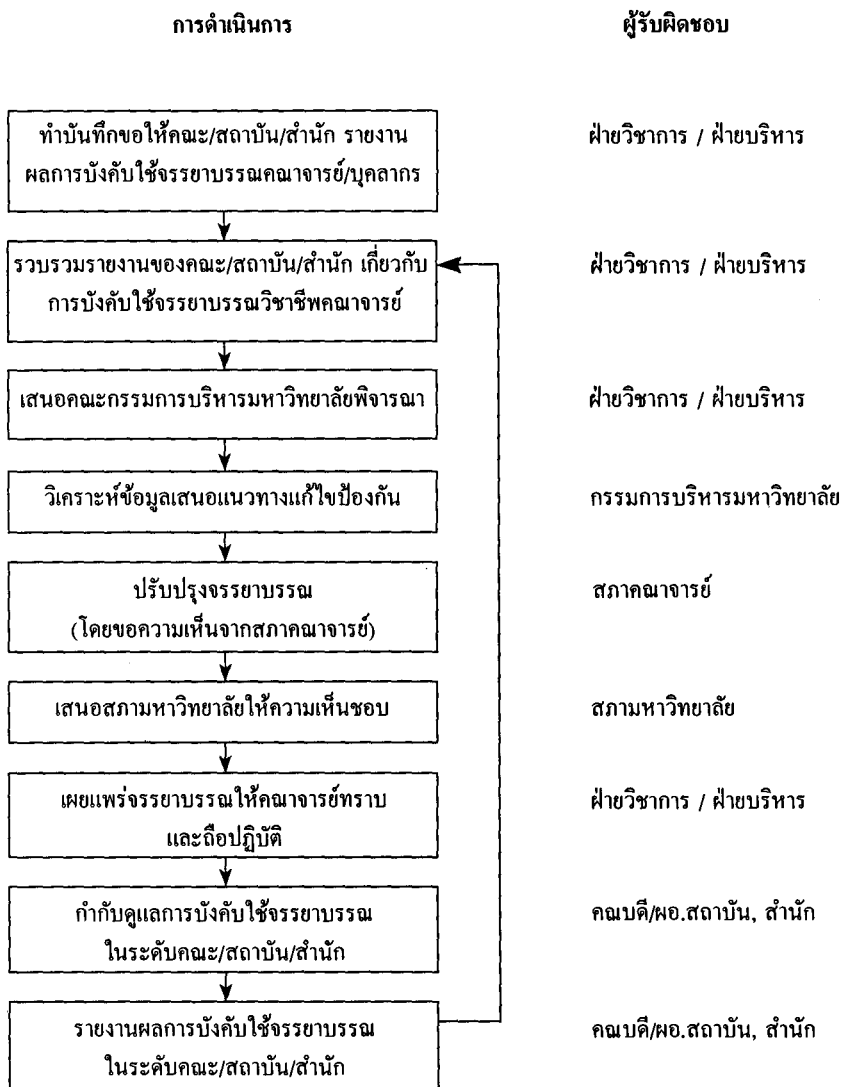 การดำเนินการ ผู้รับผิดชอบ
ทำบันทึกขอให้คณะ/สถาบัน/สำนัก รายงาน ฝ่ายวิชาการ / ฝ่ายบริหาร
ผลการบังคับใช้จรรยาบรรณคณาจารย์/บุคลากร
รวบรวมรายงานของคณะ/สถาบัน/สำนัก เกี่ยวกับ ฝ่ายวิชาการ / ฝ่ายบริหาร
การบังคับใช้จรรยาบรรณวิชาชีพคณาจารย์
เสนอคณะกรรมการบริหารมหาวิทยาลัยพิจารณา ฝ่ายวิชาการ / ฝ่ายบริหาร
วิเคราะห์ข้อมูลเสนอแนวทางแก้ไขป้องกัน กรรมการบริหารมหาวิทยาลัย
ปรับปรุงจรรยาบรรณ สภาคณาจารย์
(โดยขอความเห็นจากสภาคณาจารย์)
เสนอสภามหาวิทยาลัยให้ความเห็นชอบ สภามหาวิทยาลัย
เผยแพร่จรรยาบรรณให้คณาจารย์ทราบ ฝ่ายวิชาการ / ฝ่ายบริหาร
และถือปฏิบัติ
กำกับดูแลการบังคับใช้จรรยาบรรณ คณบดี/ผอ.สถาบัน, สำนัก
ในระดับคณะ/สถาบัน/สำนัก
รายงานผลการบังคับใช้จรรยาบรรณ คณบดี/ผอ.สถาบัน, สำนัก
ในระดับคณะ/สถาบัน/สำนัก